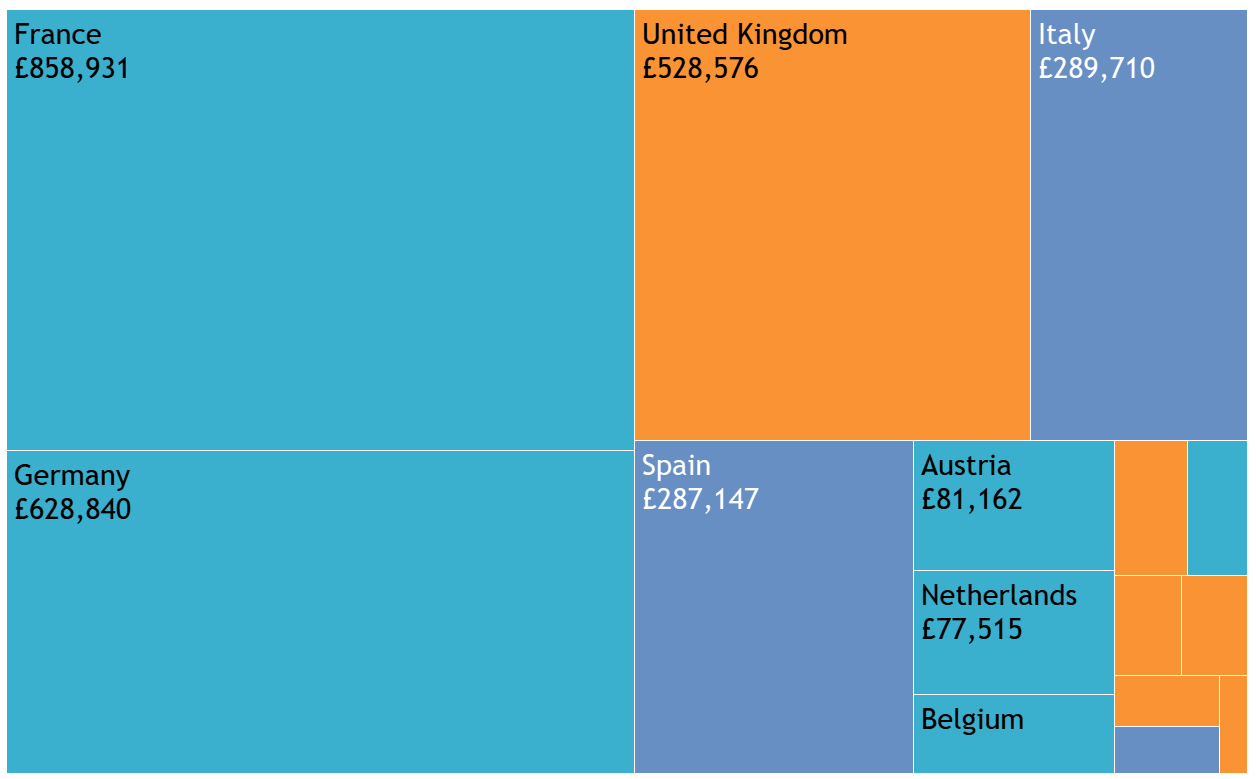 France
£858,931
United Kingdom
£528,576
Italy
£289,710
Germany
£628,840
Spain
£287,147
Austria
£81,162
Netherlands
£77,515
Belgium